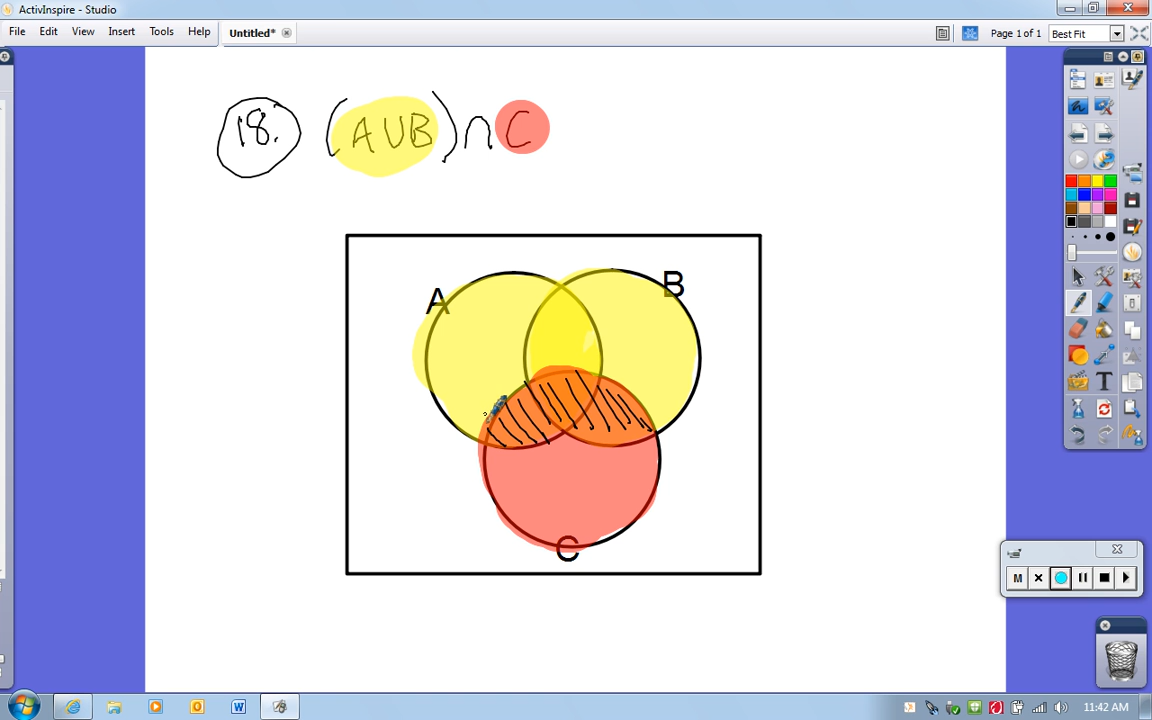 ActivInspire - Studio
File Edit View Insert Tools Help Untitled* Page 1 of 1 Best Fit
18. (AUB)∩C
A
B
C
M
11:42 AM